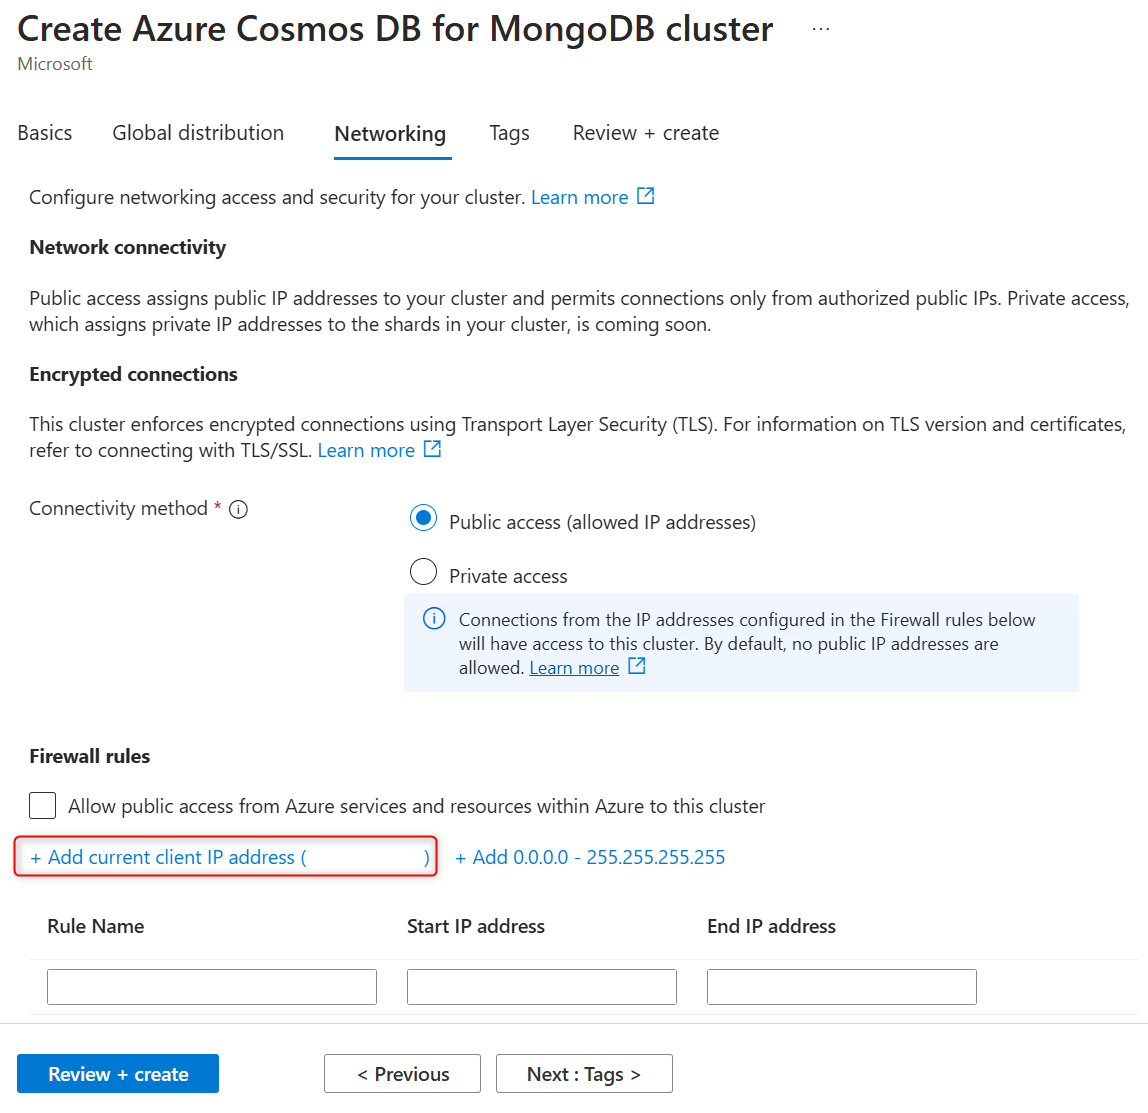 Create Azure Cosmos DB for MongoDB cluster ...
Microsoft
Basics Global distribution Networking Tags Review + create
Configure networking access and security for your cluster. Learn more
Network connectivity
Public access assigns public IP addresses to your cluster and permits connections only from authorized public IPs. Private access,
which assigns private IP addresses to the shards in your cluster, is coming soon.
Encrypted connections
This cluster enforces encrypted connections using Transport Layer Security (TLS). For information on TLS version and certificates,
refer to connecting with TLS/SSL. Learn more
Connectivity method *
Public access (allowed IP addresses)
Private access
Connections from the IP addresses configured in the Firewall rules below
will have access to this cluster. By default, no public IP addresses are
allowed. Learn more
Firewall rules
Allow public access from Azure services and resources within Azure to this cluster
+ Add current client IP address ( ) + Add 0.0.0.0 - 255.255.255.255
Rule Name Start IP address End IP address
Review + create < Previous Next : Tags >